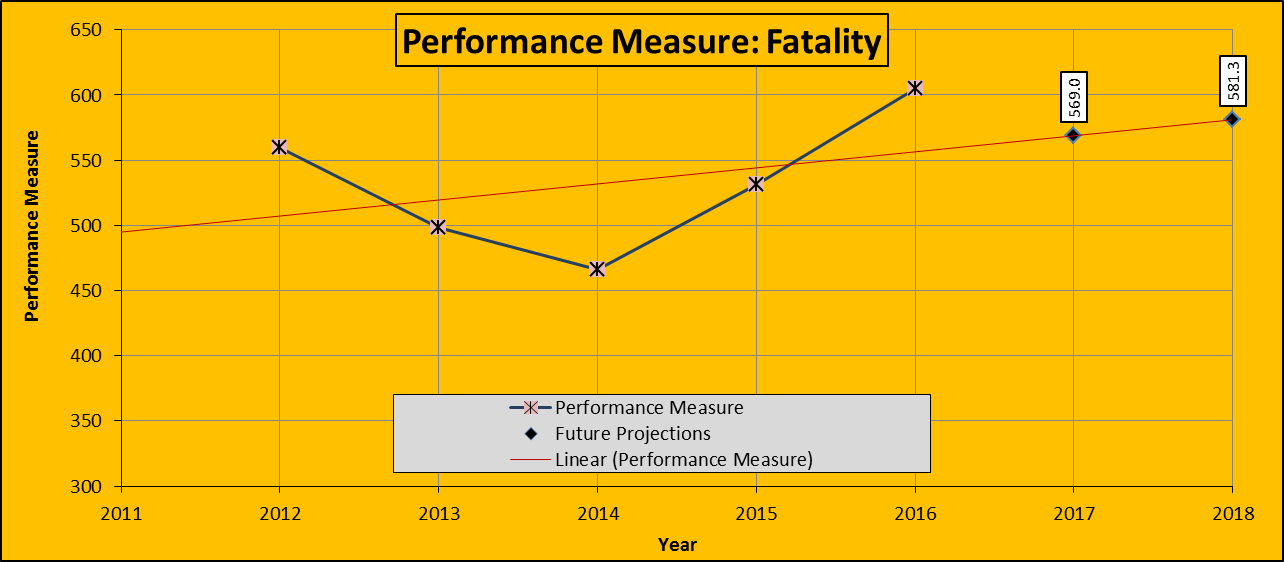 Performance Measure: Fatality
650
600
550
500
450
400
350
300
Performance Measure
569.0
581.3
Performance Measure
Future Projections
Linear (Performance Measure)
2011 2012 2013 2014 2015 2016 2017 2018
Year